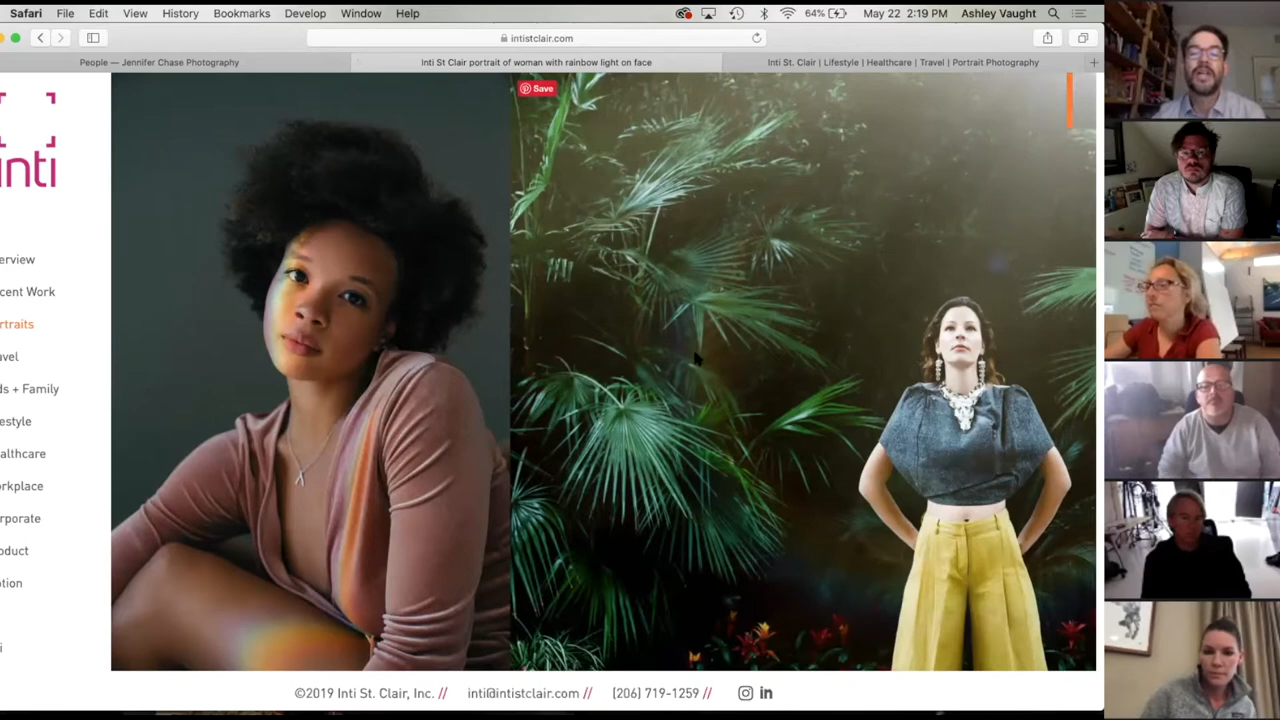 Safari File Edit View History Bookmarks Develop Window Help 64% May 22 2:19 PM Ashley Vaught
intistclair.com
People — Jennifer Chase Photography Inti St Clair portrait of woman with rainbow light on face Inti St. Clair | Lifestyle | Healthcare | Travel | Portrait Photography
Save
inti
erview
cent Work
rtraits
avel
ds + Family
estyle
althcare
orkplace
rporate
oduct
otion
i
©2019 Inti St. Clair, Inc. // inti@intistclair.com // (206) 719-1259 //